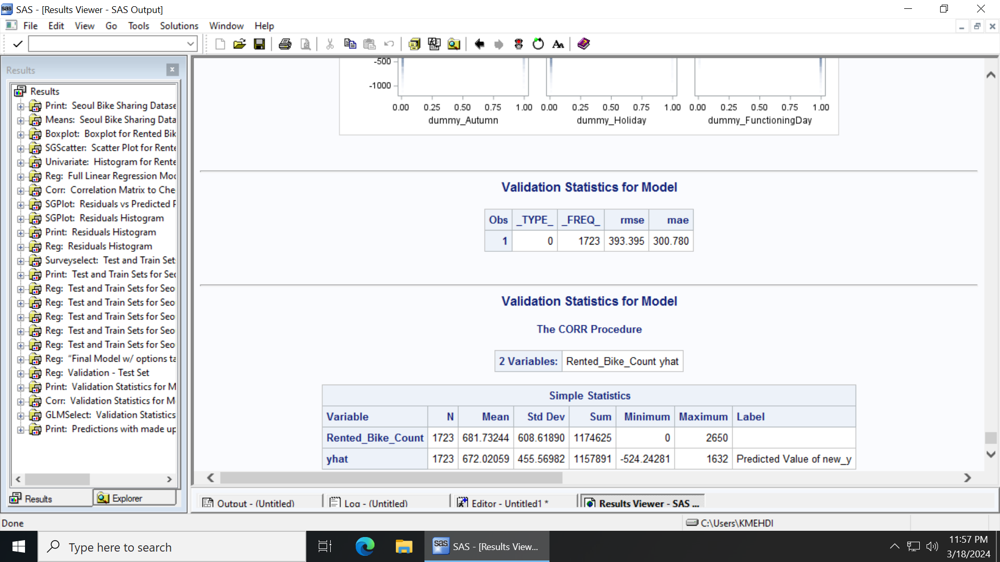 SAS - [Results Viewer - SAS Output]
File Edit View Go Tools Solutions Window Help
Results
Results
Print: Seoul Bike Sharing Datase
Means: Seoul Bike Sharing Data
Boxplot: Boxplot for Rented Bik
SGScatter: Scatter Plot for Rente
Univariate: Histogram for Rente
Reg: Full Linear Regression Mod
Corr: Correlation Matrix to Che
SGPlot: Residuals vs Predicted P
SGPlot: Residuals Histogram
Print: Residuals Histogram
Reg: Residuals Histogram
Surveyselect: Test and Train Set
Print: Test and Train Sets for Seo
Reg: Test and Train Sets for Seo
Reg: Test and Train Sets for Seo
Reg: Test and Train Sets for Seo
Reg: Test and Train Sets for Seo
Reg: Test and Train Sets for Seo
Reg: “Final Model w/ options ta
Reg: Validation - Test Set
Print: Validation Statistics for M
Corr: Validation Statistics for M
GLMSelect: Validation Statistics
Print: Predictions with made up
Results Explorer
-500
-1000
0.00 0.25 0.50 0.75 1.00 0.00 0.25 0.50 0.75 1.00 0.00 0.25 0.50 0.75 1.00
dummy_Autumn dummy_Holiday dummy_FunctioningDay
Validation Statistics for Model
Obs _TYPE_ _FREQ_ rmse mae
1 0 1723 393.395 300.780
Validation Statistics for Model
The CORR Procedure
2 Variables: Rented_Bike_Count yhat
Simple Statistics
Variable N Mean Std Dev Sum Minimum Maximum Label
Rented_Bike_Count 1723 681.73244 608.61890 1174625 0 2650
yhat 1723 672.02059 455.56982 1157891 -524.24281 1632 Predicted Value of new_y
Output - (Untitled) Log - (Untitled) Editor - Untitled1 * Results Viewer - SAS ...
Done C:\Users\KMEHDI
Type here to search
sas SAS - [Results View...
11:57 PM
3/18/2024